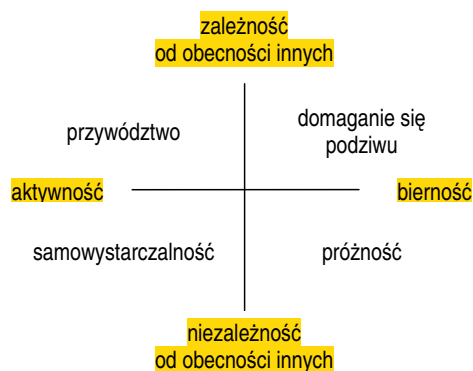 zależność
od obecności innych
przywództwo
domaganie się
podziwu
aktywność
bierność
samowystarczalność
próżność
niezależność
od obecności innych